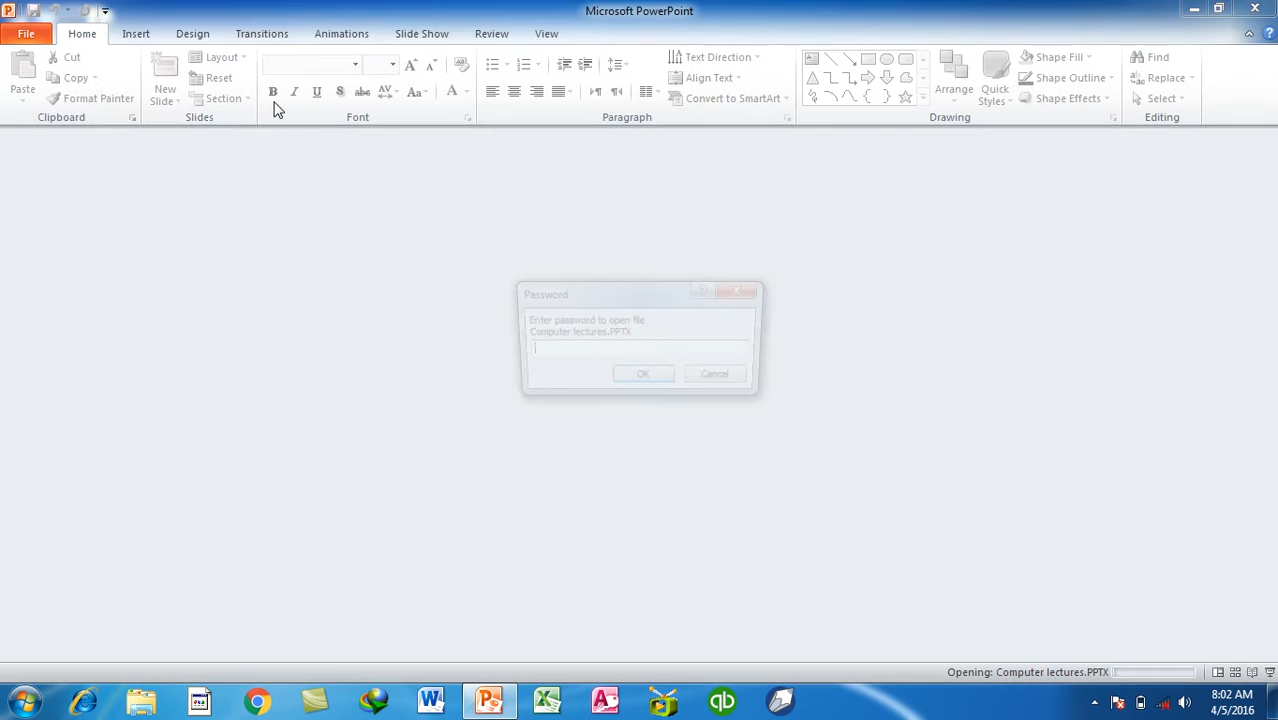 Microsoft PowerPoint
File Home Insert Design Transitions Animations Slide Show Review View
Paste
Cut
Copy
Format Painter
Clipboard
New Slide
Layout
Reset
Section
Slides
B I U S abc AV Aa A
Font
Text Direction
Align Text
Convert to SmartArt
Paragraph
Arrange
Quick Styles
Shape Fill
Shape Outline
Shape Effects
Drawing
Find
Replace
Select
Editing
Password
Enter password to open file
Computer lectures.PPTX
OK Cancel
Opening: Computer lectures.PPTX
8:02 AM
4/5/2016